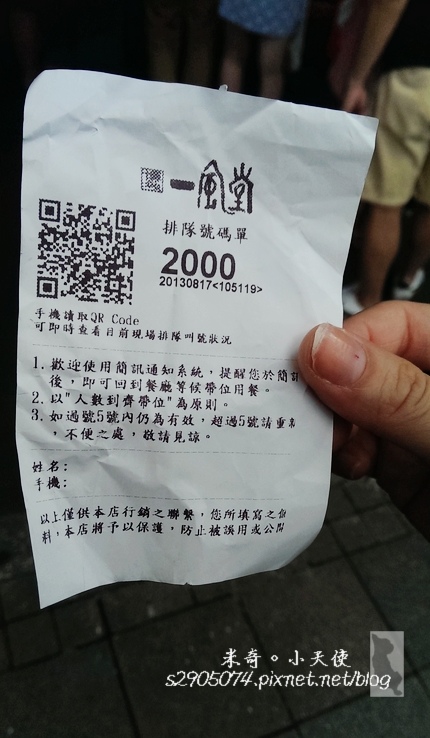 一風堂
排隊號碼單
2000
20130817<105119>
手機讀取QR Code
可即時查看目前現場排隊叫號狀況
1. 歡迎使用簡訊通知系統，提醒您於簡訊
後，即可回到餐廳等候帶位用餐。
2. 以"人數到齊帶位"為原則。
3. 如過號5號內仍為有效，超過5號請重新
，不便之處，敬請見諒。
姓名：
手機：
以上僅供本店行銷之聯繫，您所填寫之個
料，本店將予以保護，防止被誤用或公開
米奇。小天使
s2905074.pixnet.net/blog